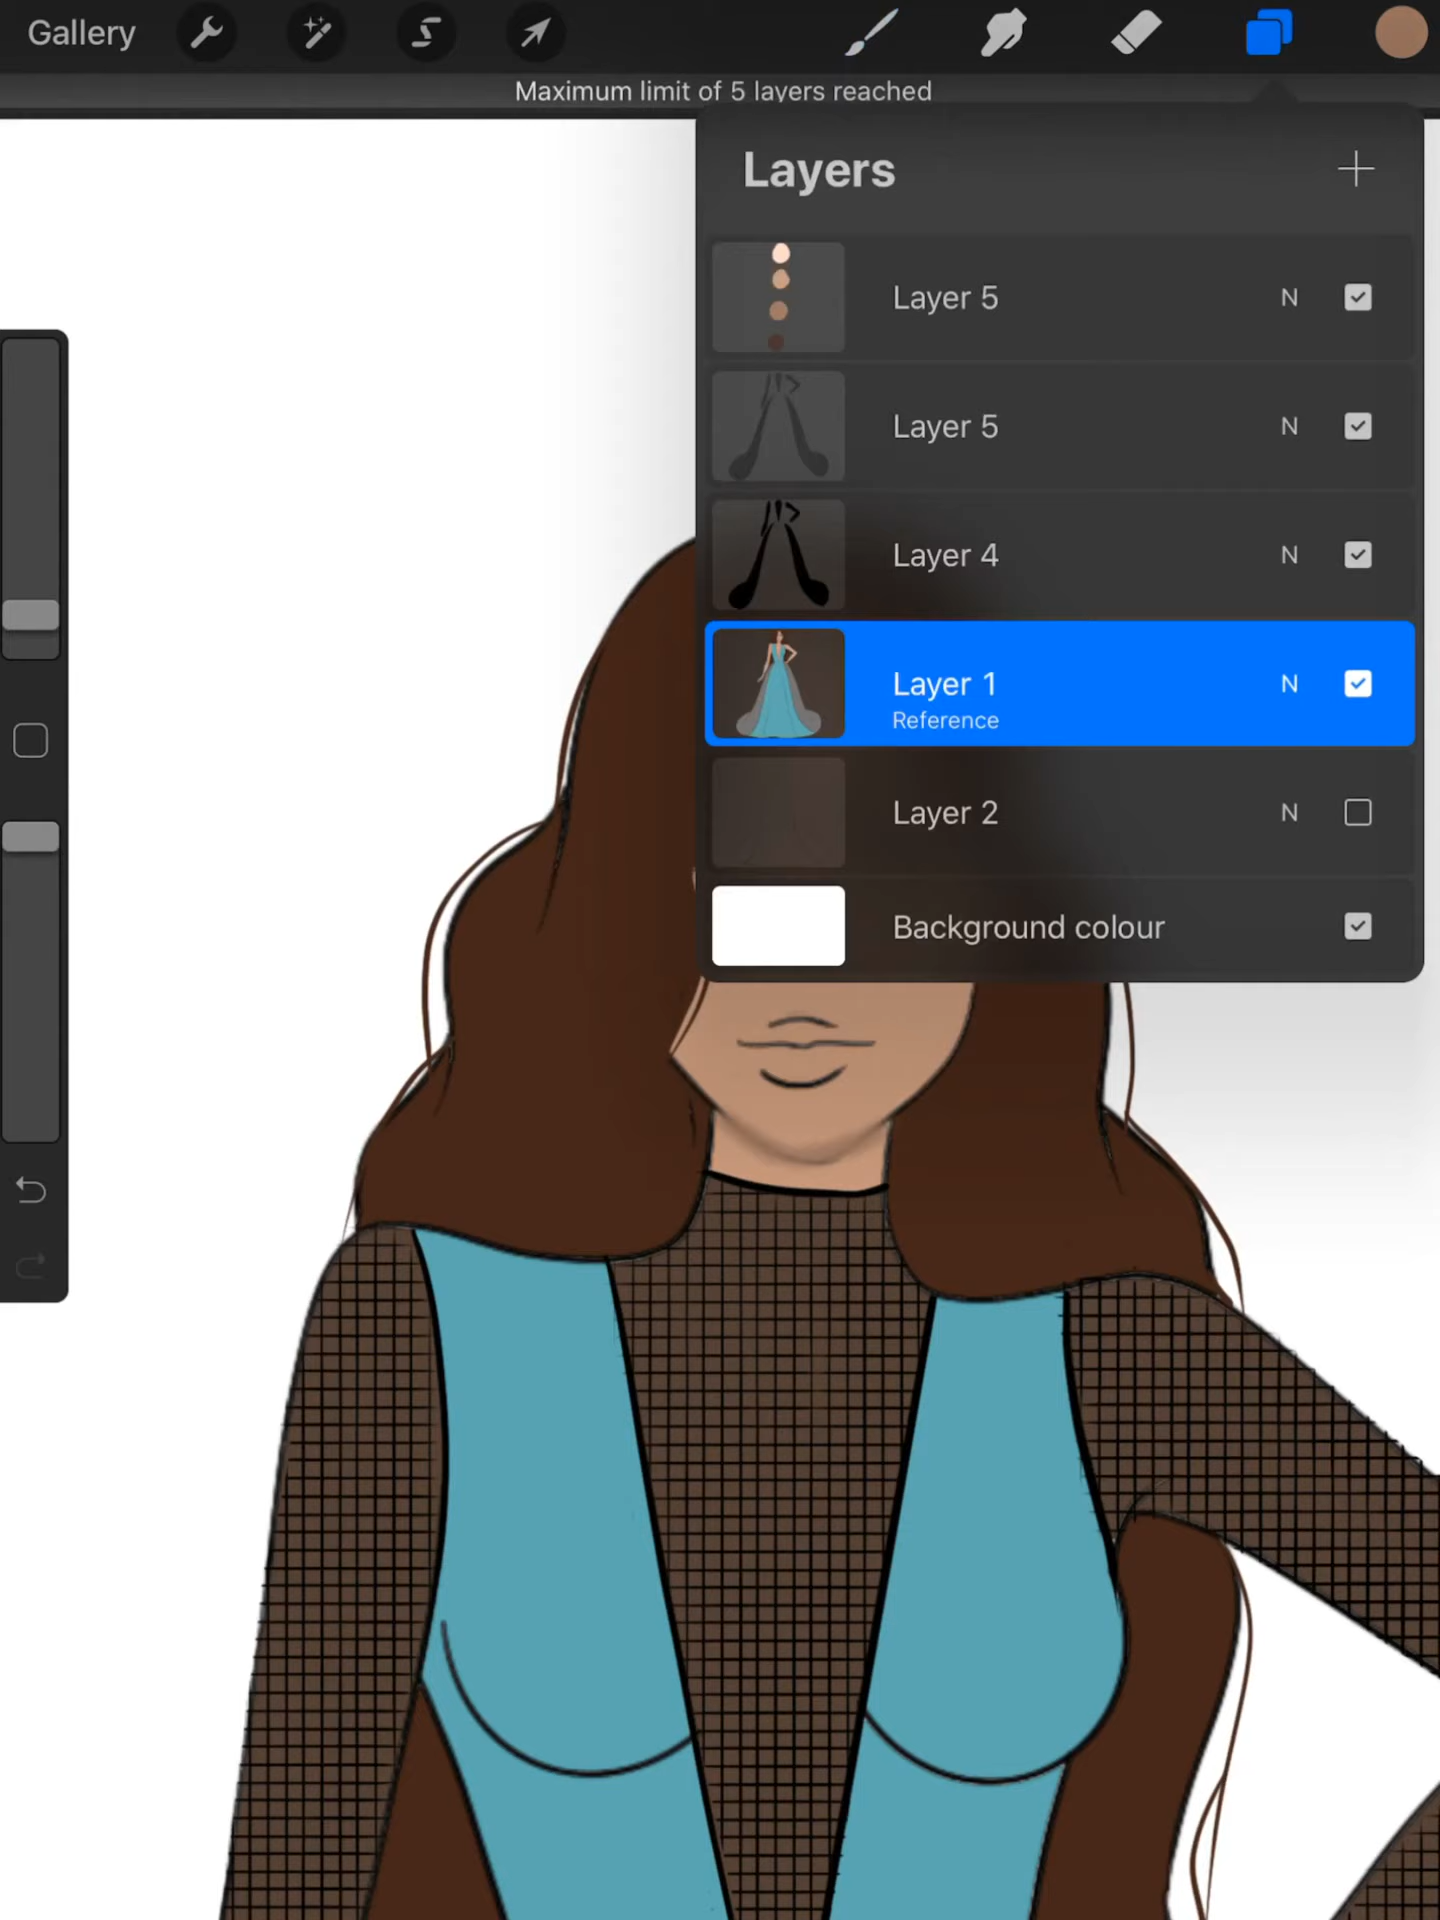 Gallery
Maximum limit of 5 layers reached
Layers
Layer 5 N
Layer 5 N
Layer 4 N
Layer 1 N
Reference
Layer 2 N
Background colour